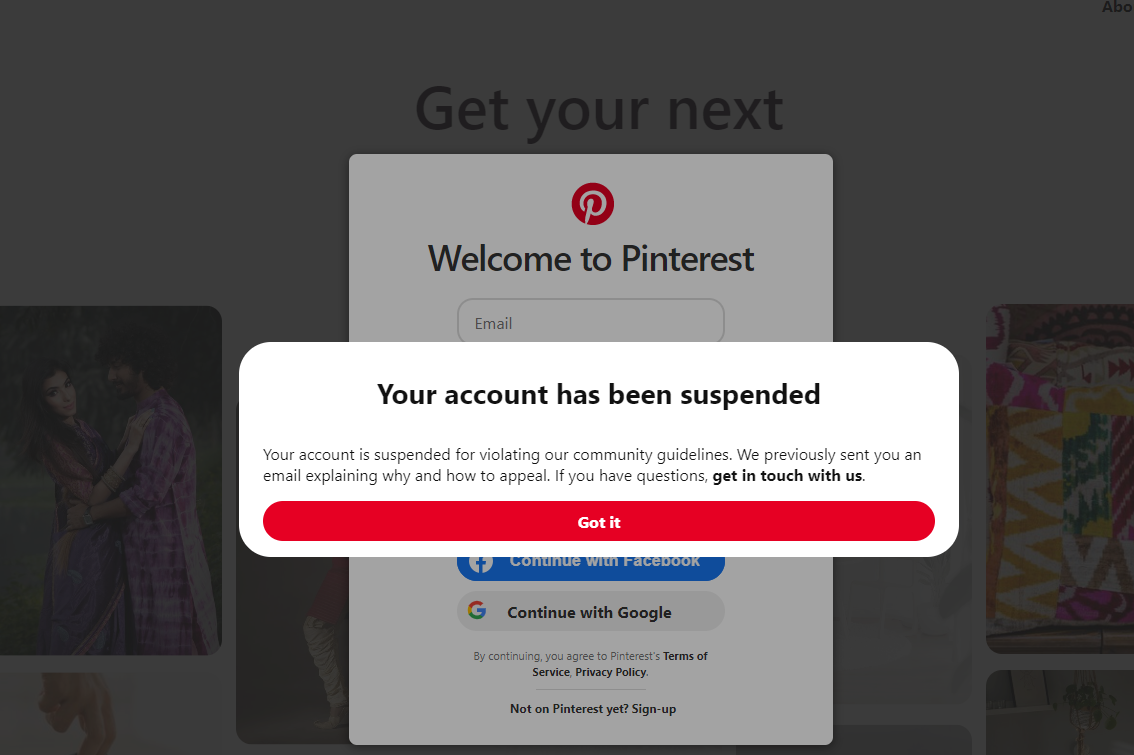 Abo
Get your next
Welcome to Pinterest
Email
Your account has been suspended
Your account is suspended for violating our community guidelines. We previously sent you an
email explaining why and how to appeal. If you have questions, get in touch with us.
Got it
Continue with Facebook
Continue with Google
By continuing, you agree to Pinterest's Terms of
Service, Privacy Policy.
Not on Pinterest yet? Sign-up